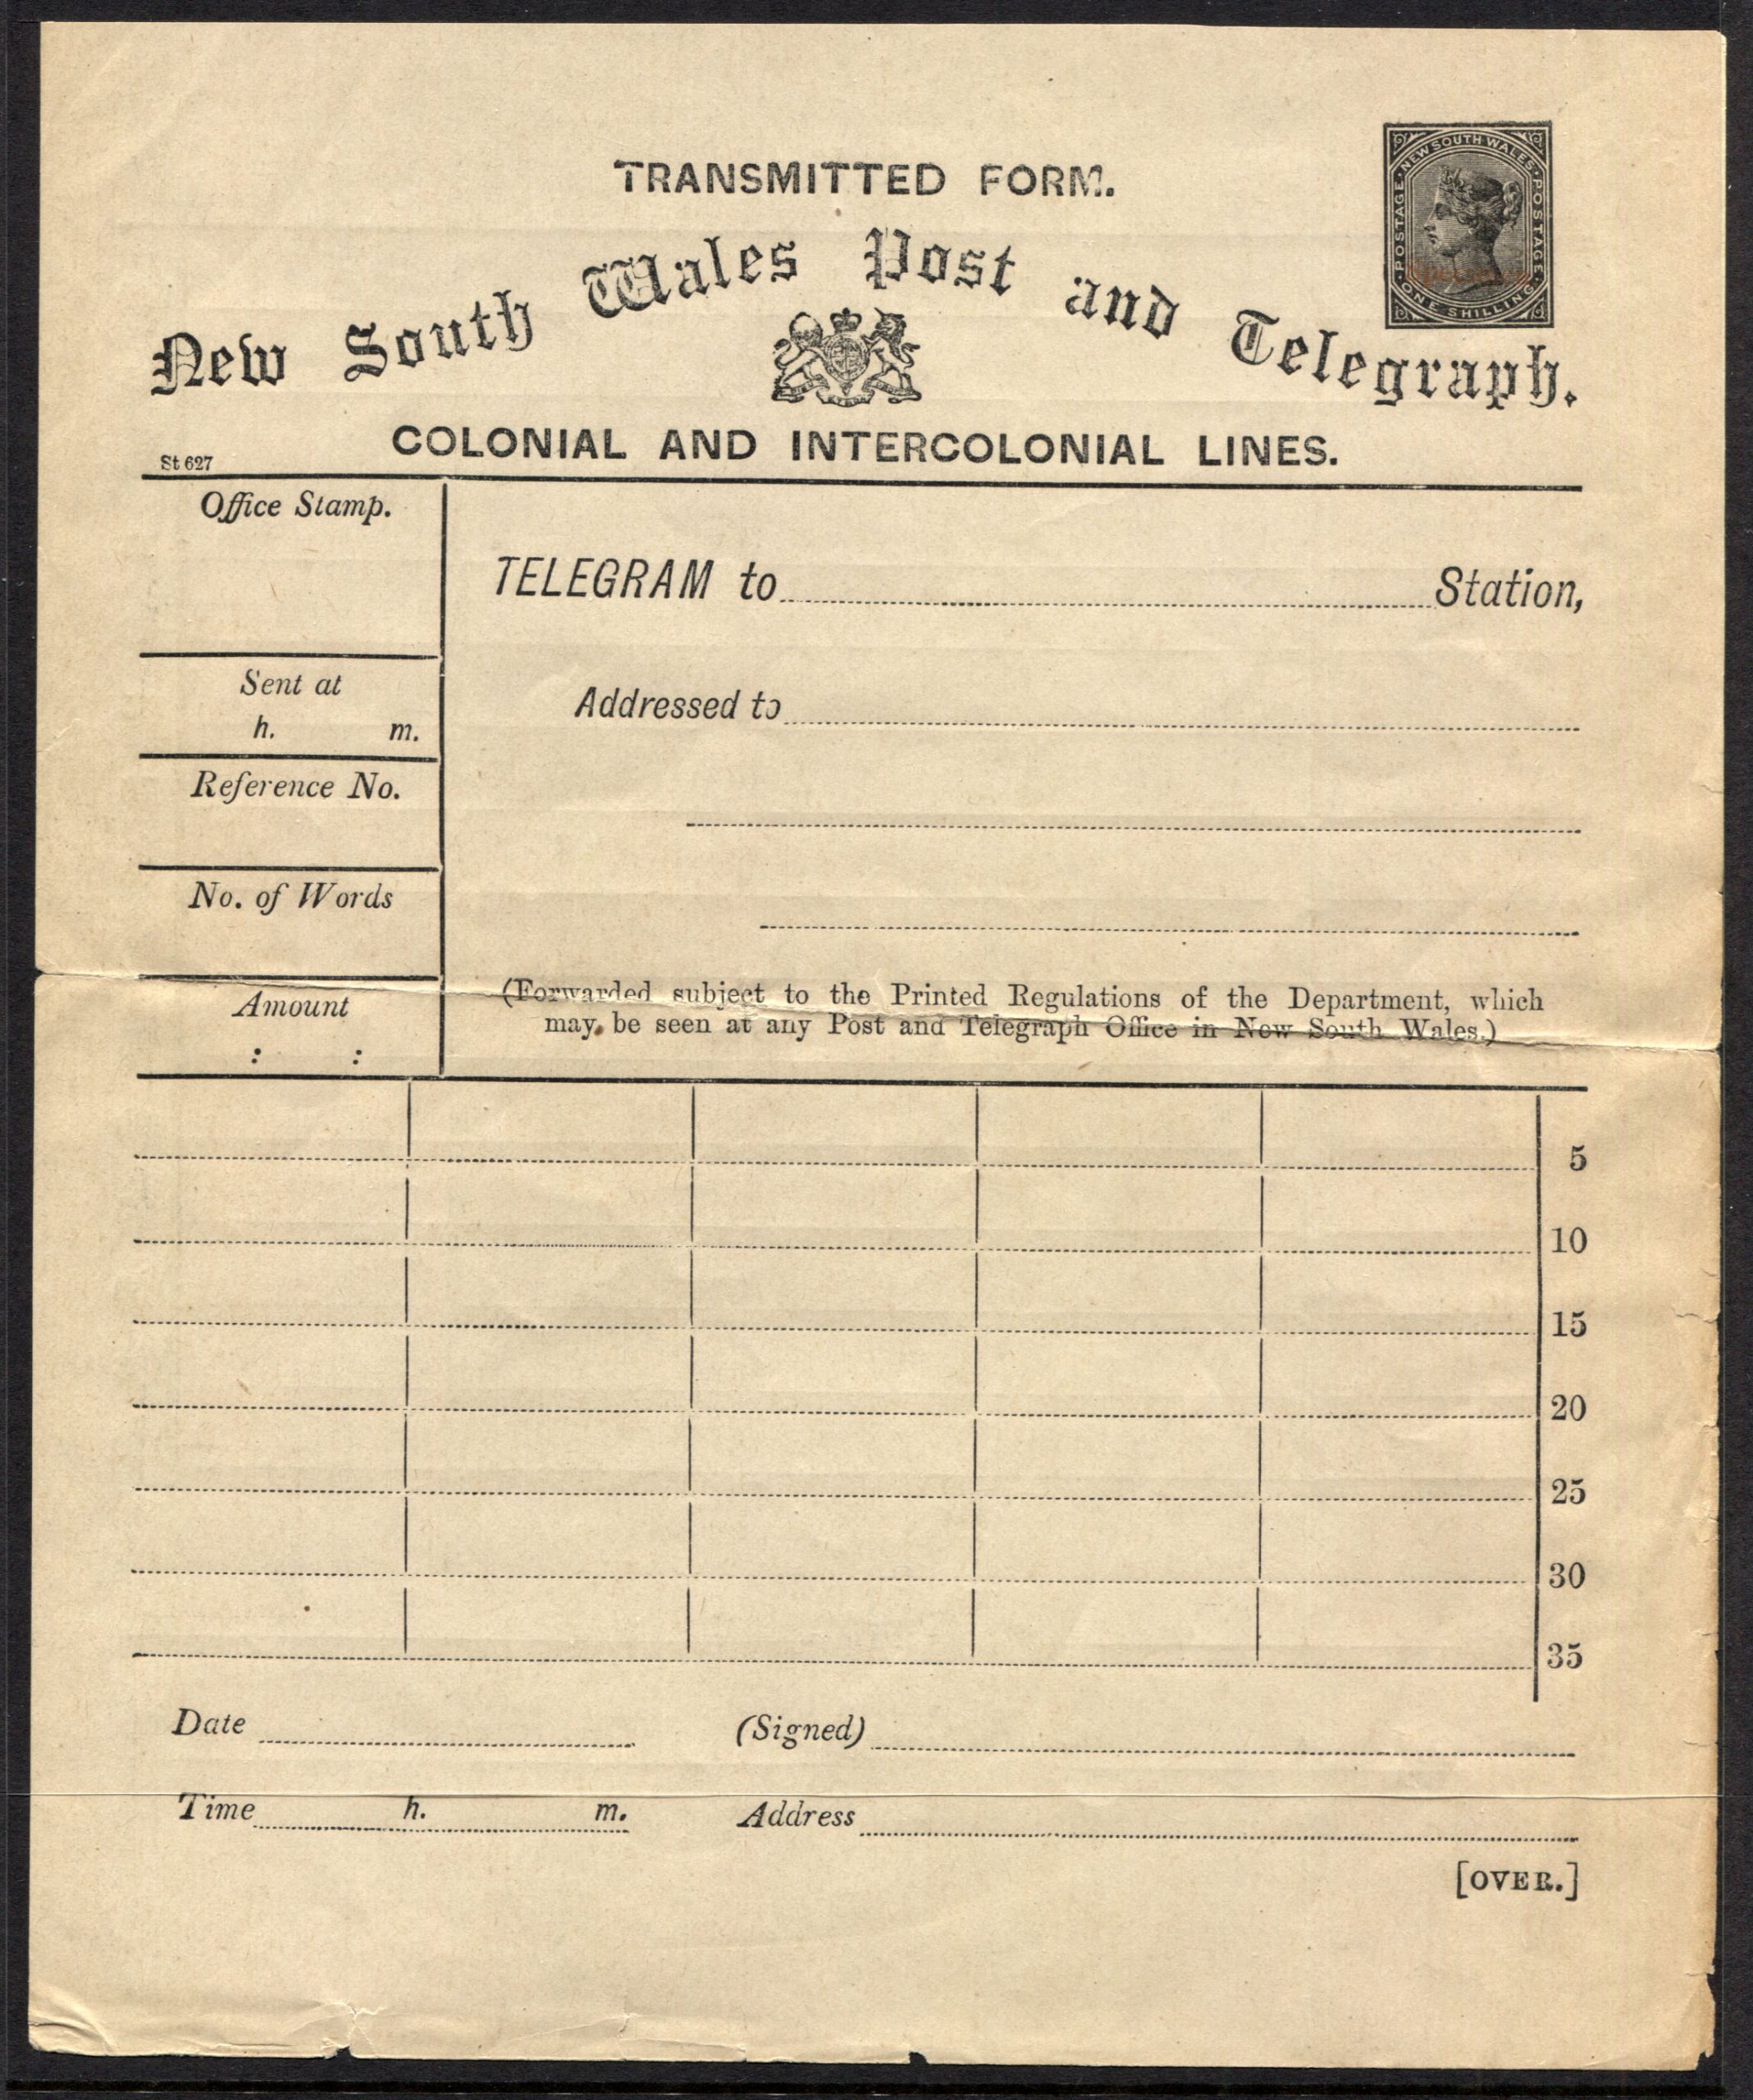 TRANSMITTED FORM.
NEW SOUTH WALES
POSTAGE
POSTAGE
ONE SHILLING
New South Wales Post and Telegraph.
St 627
COLONIAL AND INTERCOLONIAL LINES.
Office Stamp.
TELEGRAM to Station,
Sent at
h. m.
Addressed to
Reference No.
No. of Words
Amount
: :
(Forwarded subject to the Printed Regulations of the Department, which
may be seen at any Post and Telegraph Office in New South Wales.)
5
10
15
20
25
30
35
Date (Signed)
Time h. m. Address
[OVER.]